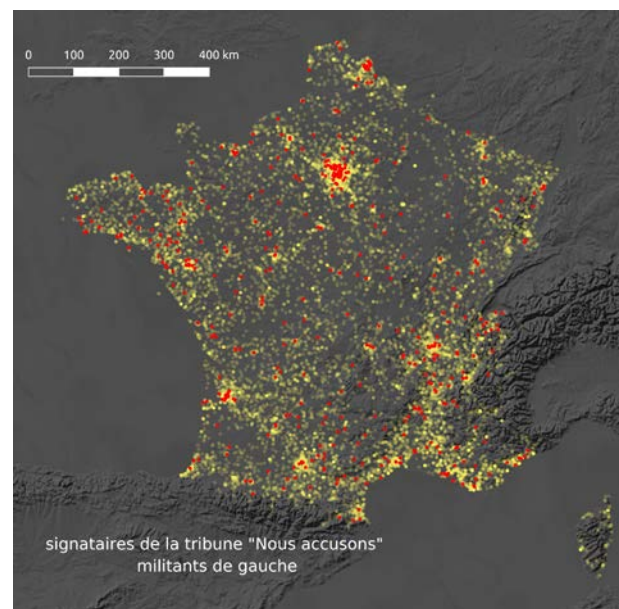 0 100 200 300 400 km
signataires de la tribune "Nous accusons"
militants de gauche